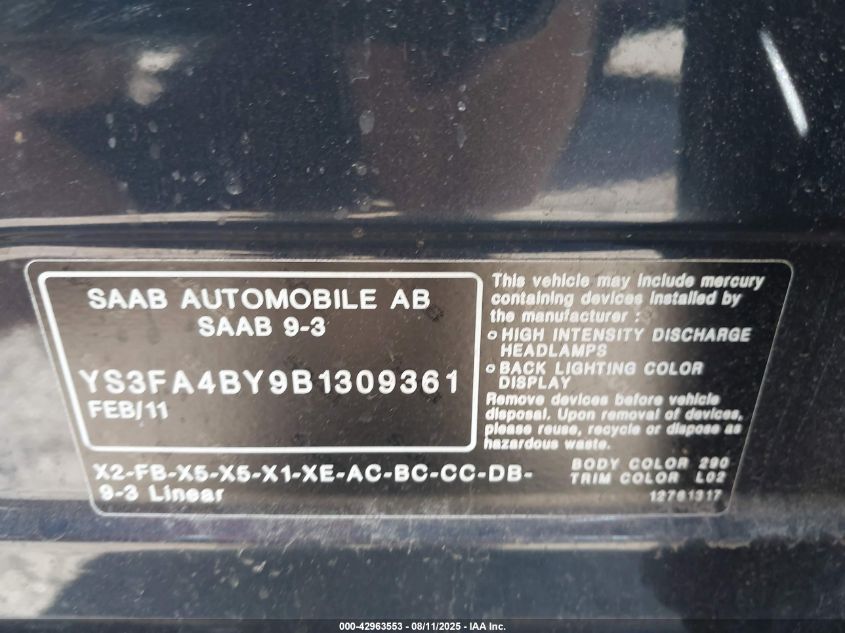 SAAB AUTOMOBILE AB
SAAB 9-3
YS3FA4BY9B1309361
FEB/11
X2-FB-X5-X5-X1-XE-AC-BC-CC-DB-
9-3 Linear
This vehicle may include mercury
containing devices installed by
the manufacturer :
o HIGH INTENSITY DISCHARGE
HEADLAMPS
o BACK LIGHTING COLOR
DISPLAY
Remove devices before vehicle
disposal. Upon removal of devices,
please reuse, recycle or dispose as
hazardous waste.
BODY COLOR 290
TRIM COLOR L02
12781317
000-42963553 - 08/11/2025 - IAA Inc.